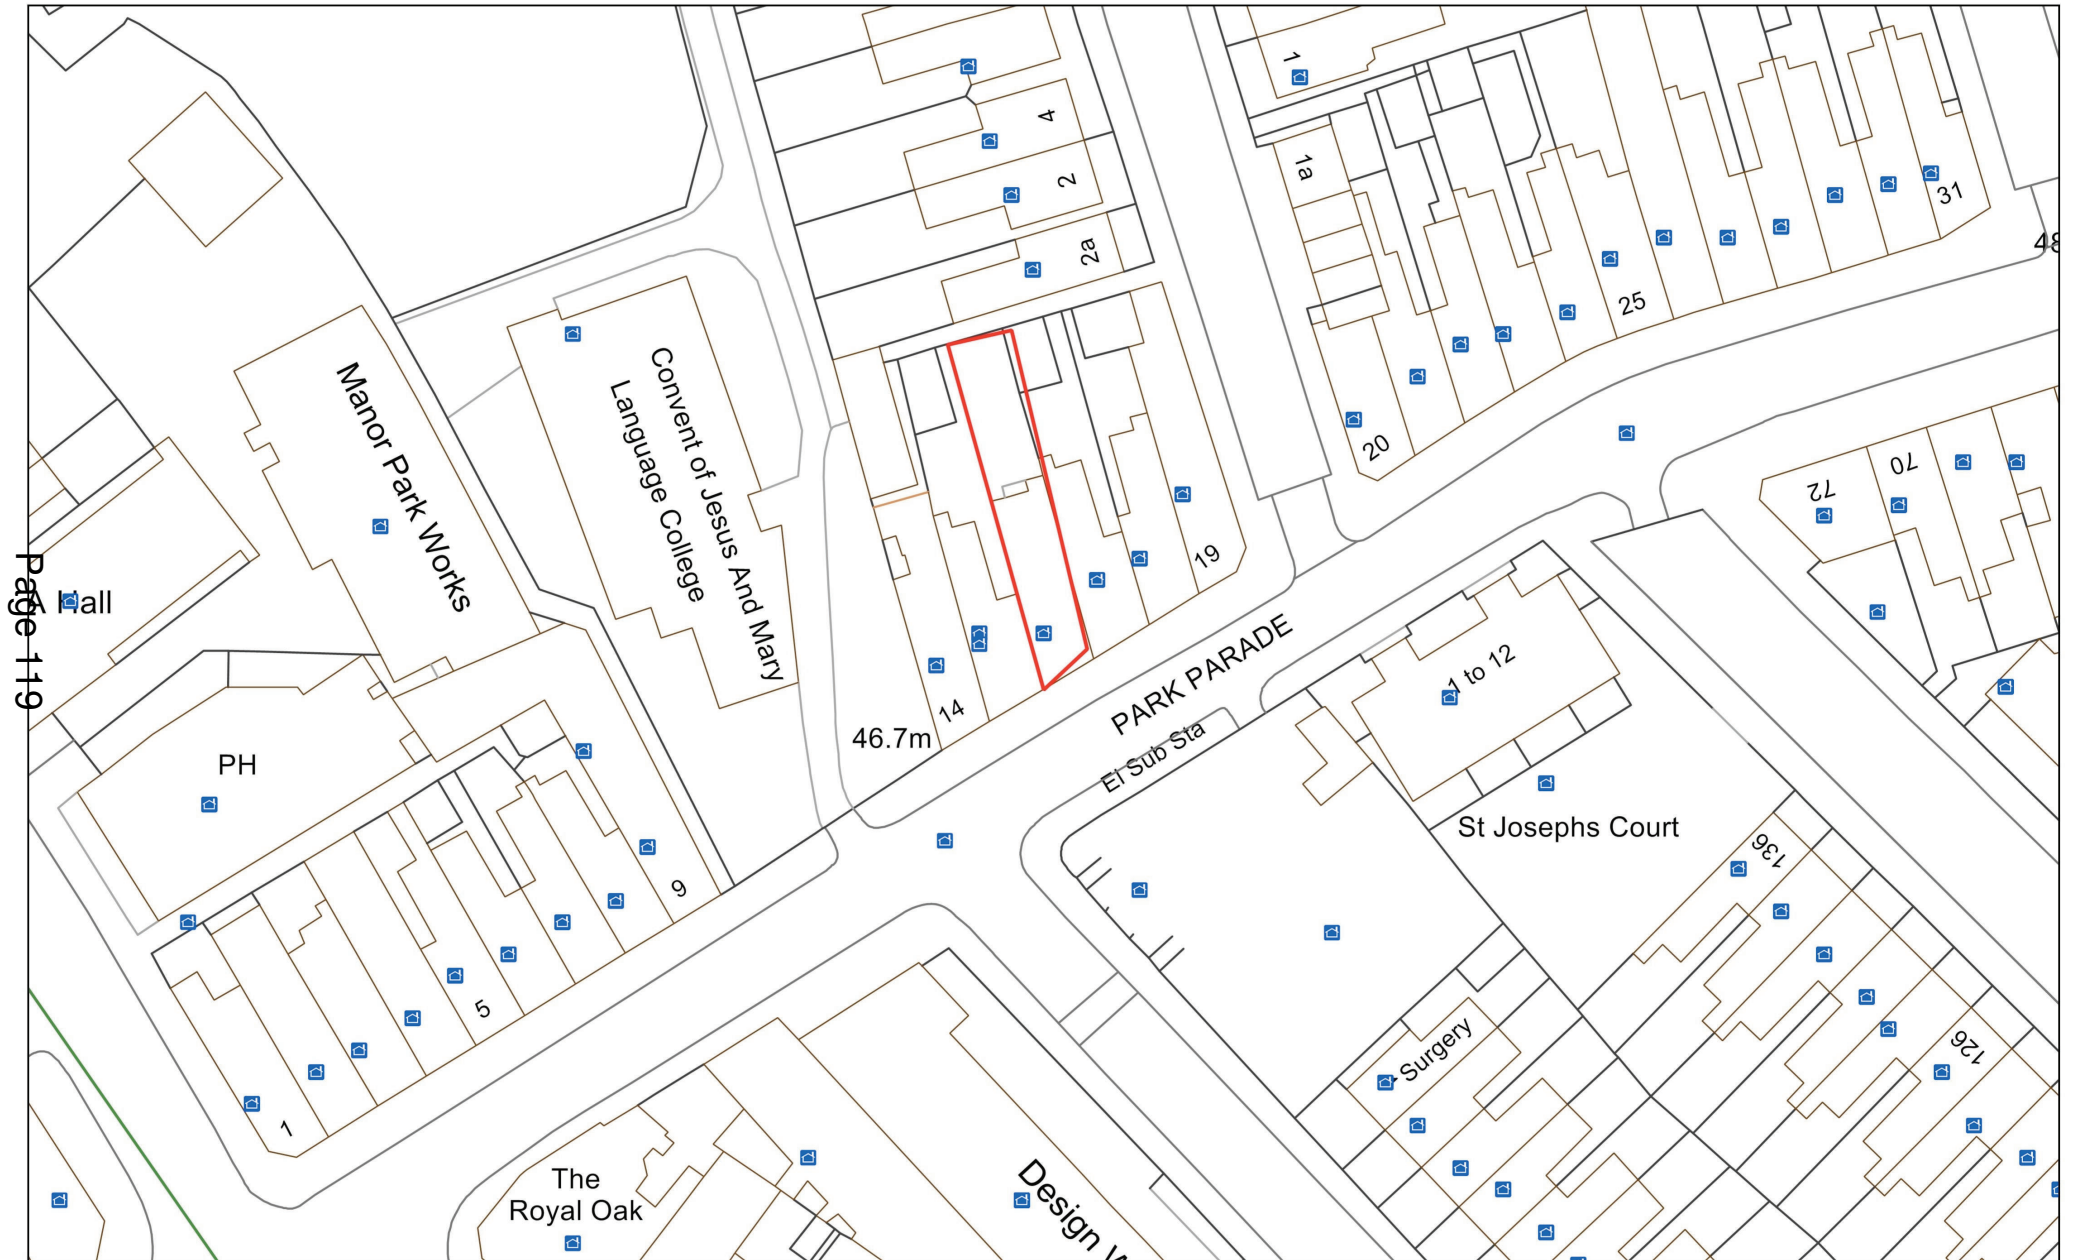 1
4
2
2a
1a
31
48
25
20
Manor Park Works
Convent of Jesus And Mary
Language College
72
70
19
Page 119
A Hall
14
46.7m
PARK PARADE
El Sub Sta
1 to 12
PH
St Josephs Court
136
9
5
1
Surgery
126
The
Royal Oak
Design